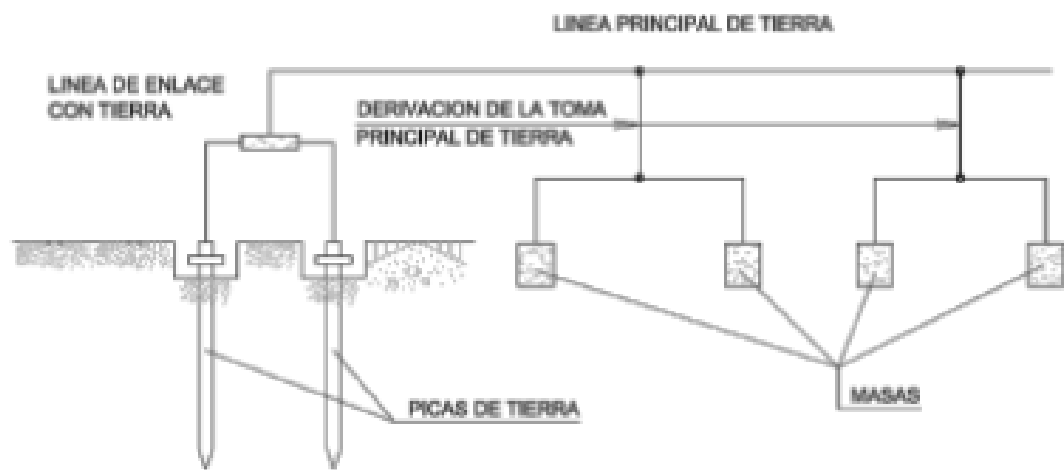 LINEA PRINCIPAL DE TIERRA
LINEA DE ENLACE
CON TIERRA
DERIVACION DE LA TOMA
PRINCIPAL DE TIERRA
PICAS DE TIERRA
MASAS